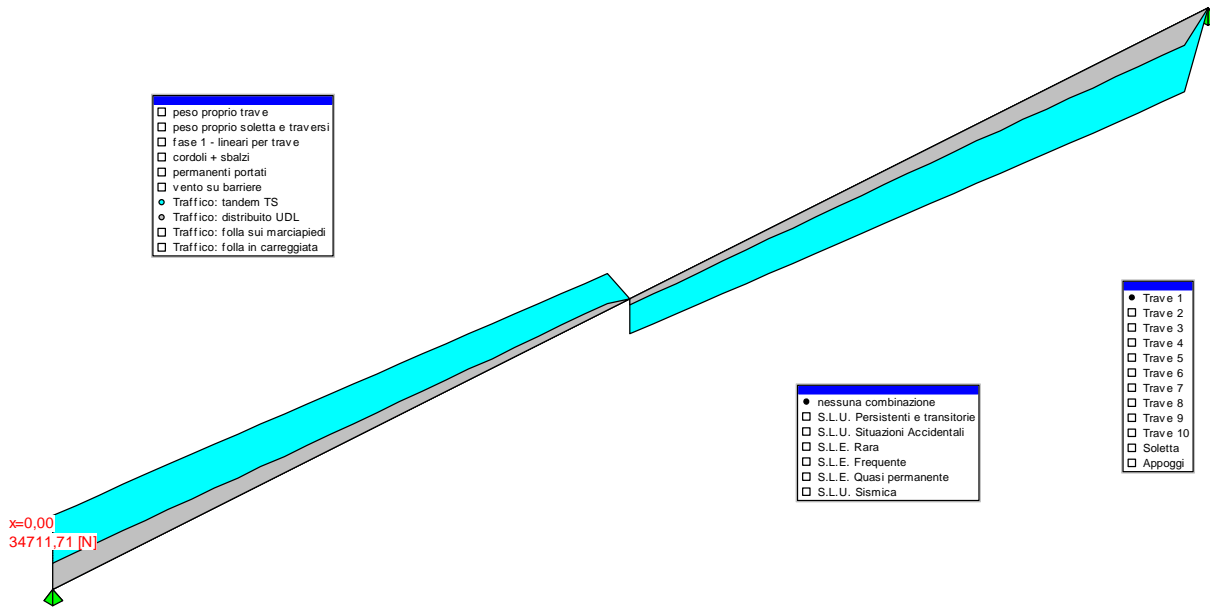 peso proprio trave
peso proprio soletta e traversi
fase 1 - lineari per trave
cordoli + sbalzi
permanenti portati
vento su barriere
Traffico: tandem TS
Traffico: distribuito UDL
Traffico: folla sui marciapiedi
Traffico: folla in carreggiata
Trave 1
Trave 2
Trave 3
Trave 4
Trave 5
Trave 6
Trave 7
Trave 8
Trave 9
Trave 10
Soletta
Appoggi
nessuna combinazione
S.L.U. Persistenti e transitorie
S.L.U. Situazioni Accidentali
S.L.E. Rara
S.L.E. Frequente
S.L.E. Quasi permanente
S.L.U. Sismica
x=0,00
34711,71 [N]